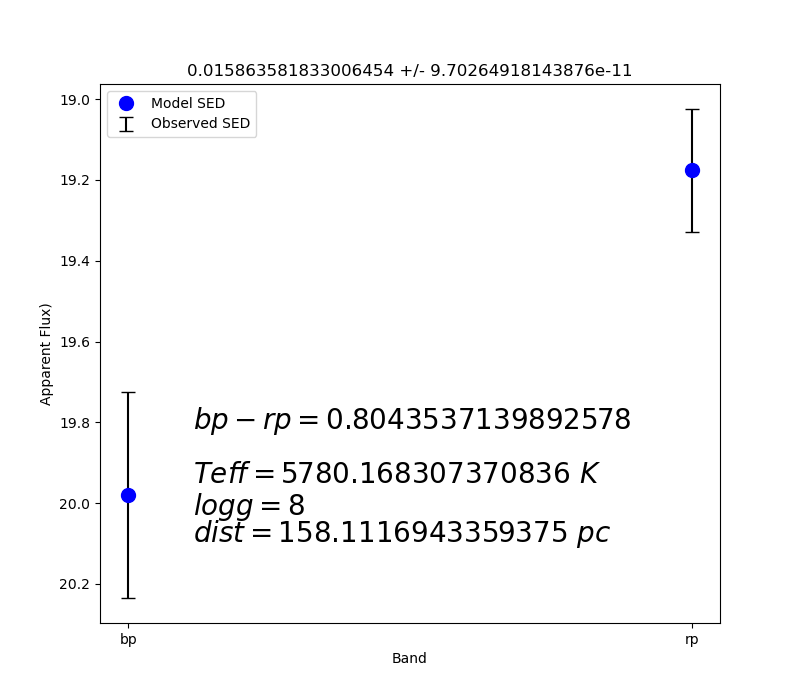 0.015863581833006454 +/- 9.70264918143876e-11
Model SED
Observed SED
19.0
19.2
19.4
19.6
19.8
20.0
20.2
Apparent Flux)
bp − rp = 0.8043537139892578
Teff = 5780.168307370836 K
logg = 8
dist = 158.1116943359375 pc
bp
rp
Band